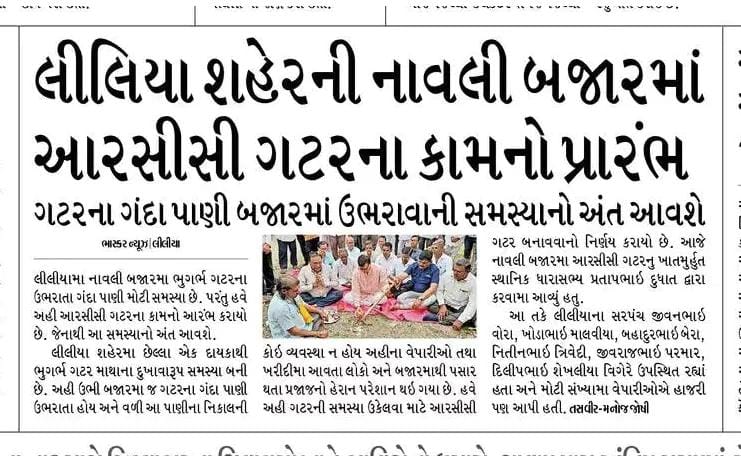 લીલિયા શહેરની નાવલી બજારમાં
આરસીસી ગટરના કામનો પ્રારંભ
ગટરના ગંદા પાણી બજારમાં ઉભરાવાની સમસ્યાનો અંત આવશે
ભાસ્કર ન્યૂઝ|લીલીયા
લીલીયામા નાવલી બજારમા ભુગર્ભ ગટરના
ઉભરાતા ગંદા પાણી મોટી સમસ્યા છે. પરંતુ હવે
અહી આરસીસી ગટરના કામનો આરંભ કરાયો
છે. જેનાથી આ સમસ્યાનો અંત આવશે.
લીલીયા શહેરમા છેલ્લા એક દાયકાથી
ભુગર્ભ ગટર માથાના દુખાવારૂપ સમસ્યા બની
છે. અહી ઉભી બજારમા જ ગટરના ગંદા પાણી
ઉભરાતા હોય અને વળી આ પાણીના નિકાલની
કોઇ વ્યવસ્થા ન હોય અહીના વેપારીઓ તથા
ખરીદીમા આવતા લોકો અને બજારમાથી પસાર
થતા પ્રજાજનો હેરાન પરેશાન થઇ ગયા છે. હવે
અહી ગટરની સમસ્યા ઉકેલવા માટે આરસીસી
ગટર બનાવવાનો નિર્ણય કરાયો છે. આજે
નાવલી બજારમા આરસીસી ગટરનુ ખાતમુર્હુત
સ્થાનિક ધારાસભ્ય પ્રતાપભાઇ દુધાત દ્વારા
કરવામા આવ્યું હતુ.
આ તકે લીલીયાના સરપંચ જીવનભાઈ
વોરા, ખોડાભાઇ માલવીયા, બહાદુરભાઇ બેરા,
નિતીનભાઇ ત્રિવેદી, જીવરાજભાઇ પરમાર,
દિલીપભાઇ શેખલીયા વિગેરે ઉપસ્થિત રહ્યાં
હતા અને મોટી સંખ્યામા વેપારીઓએ હાજરી
પણ આપી હતી. તસવીર-મનોજ જોષી